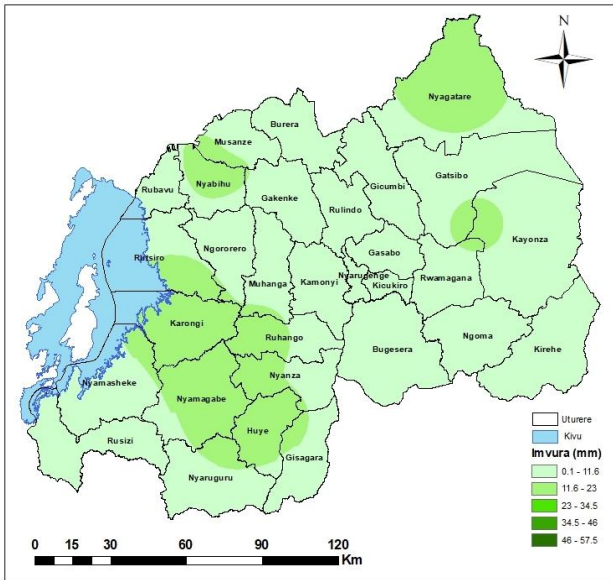 N
Nyagatare
Burera
Musanze
Gatsibo
Nyabihu
Rubavu
Gicumbi
Gakenke
Rulindo
Kayonza
Ngororero
Gasabo
Rutsiro
Nyarugenge
Rwamagana
Muhanga
Kamonyi
Kicukiro
Karongi
Ruhango
Ngoma
Bugesera
Kirehe
Nyanza
Nyamasheke
Nyamagabe
Huye
Rusizi
Gisagara
Nyaruguru
Uturere
Kivu
Imvura (mm)
0.1 - 11.6
11.6 - 23
23 - 34.5
34.5 - 46
46 - 57.5
0 30 60 90 120
Km